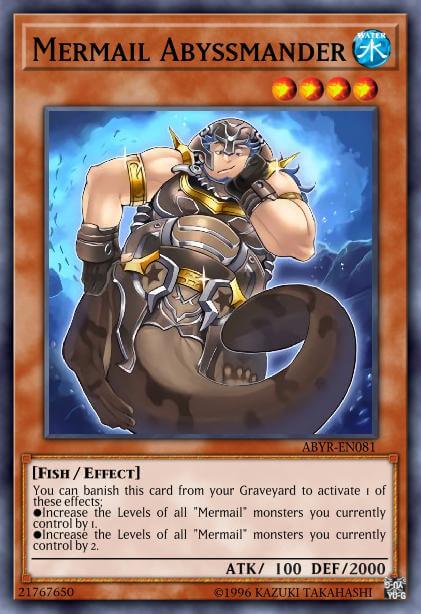 MERMAIL ABYSSMANDER
WATER
水
ABYR-EN081
[FISH / EFFECT]
You can banish this card from your Graveyard to activate 1 of
these effects;
●Increase the Levels of all "Mermail" monsters you currently
control by 1.
●Increase the Levels of all "Mermail" monsters you currently
control by 2.
ATK/ 100 DEF/2000
21767650
©1996 KAZUKI TAKAHASHI